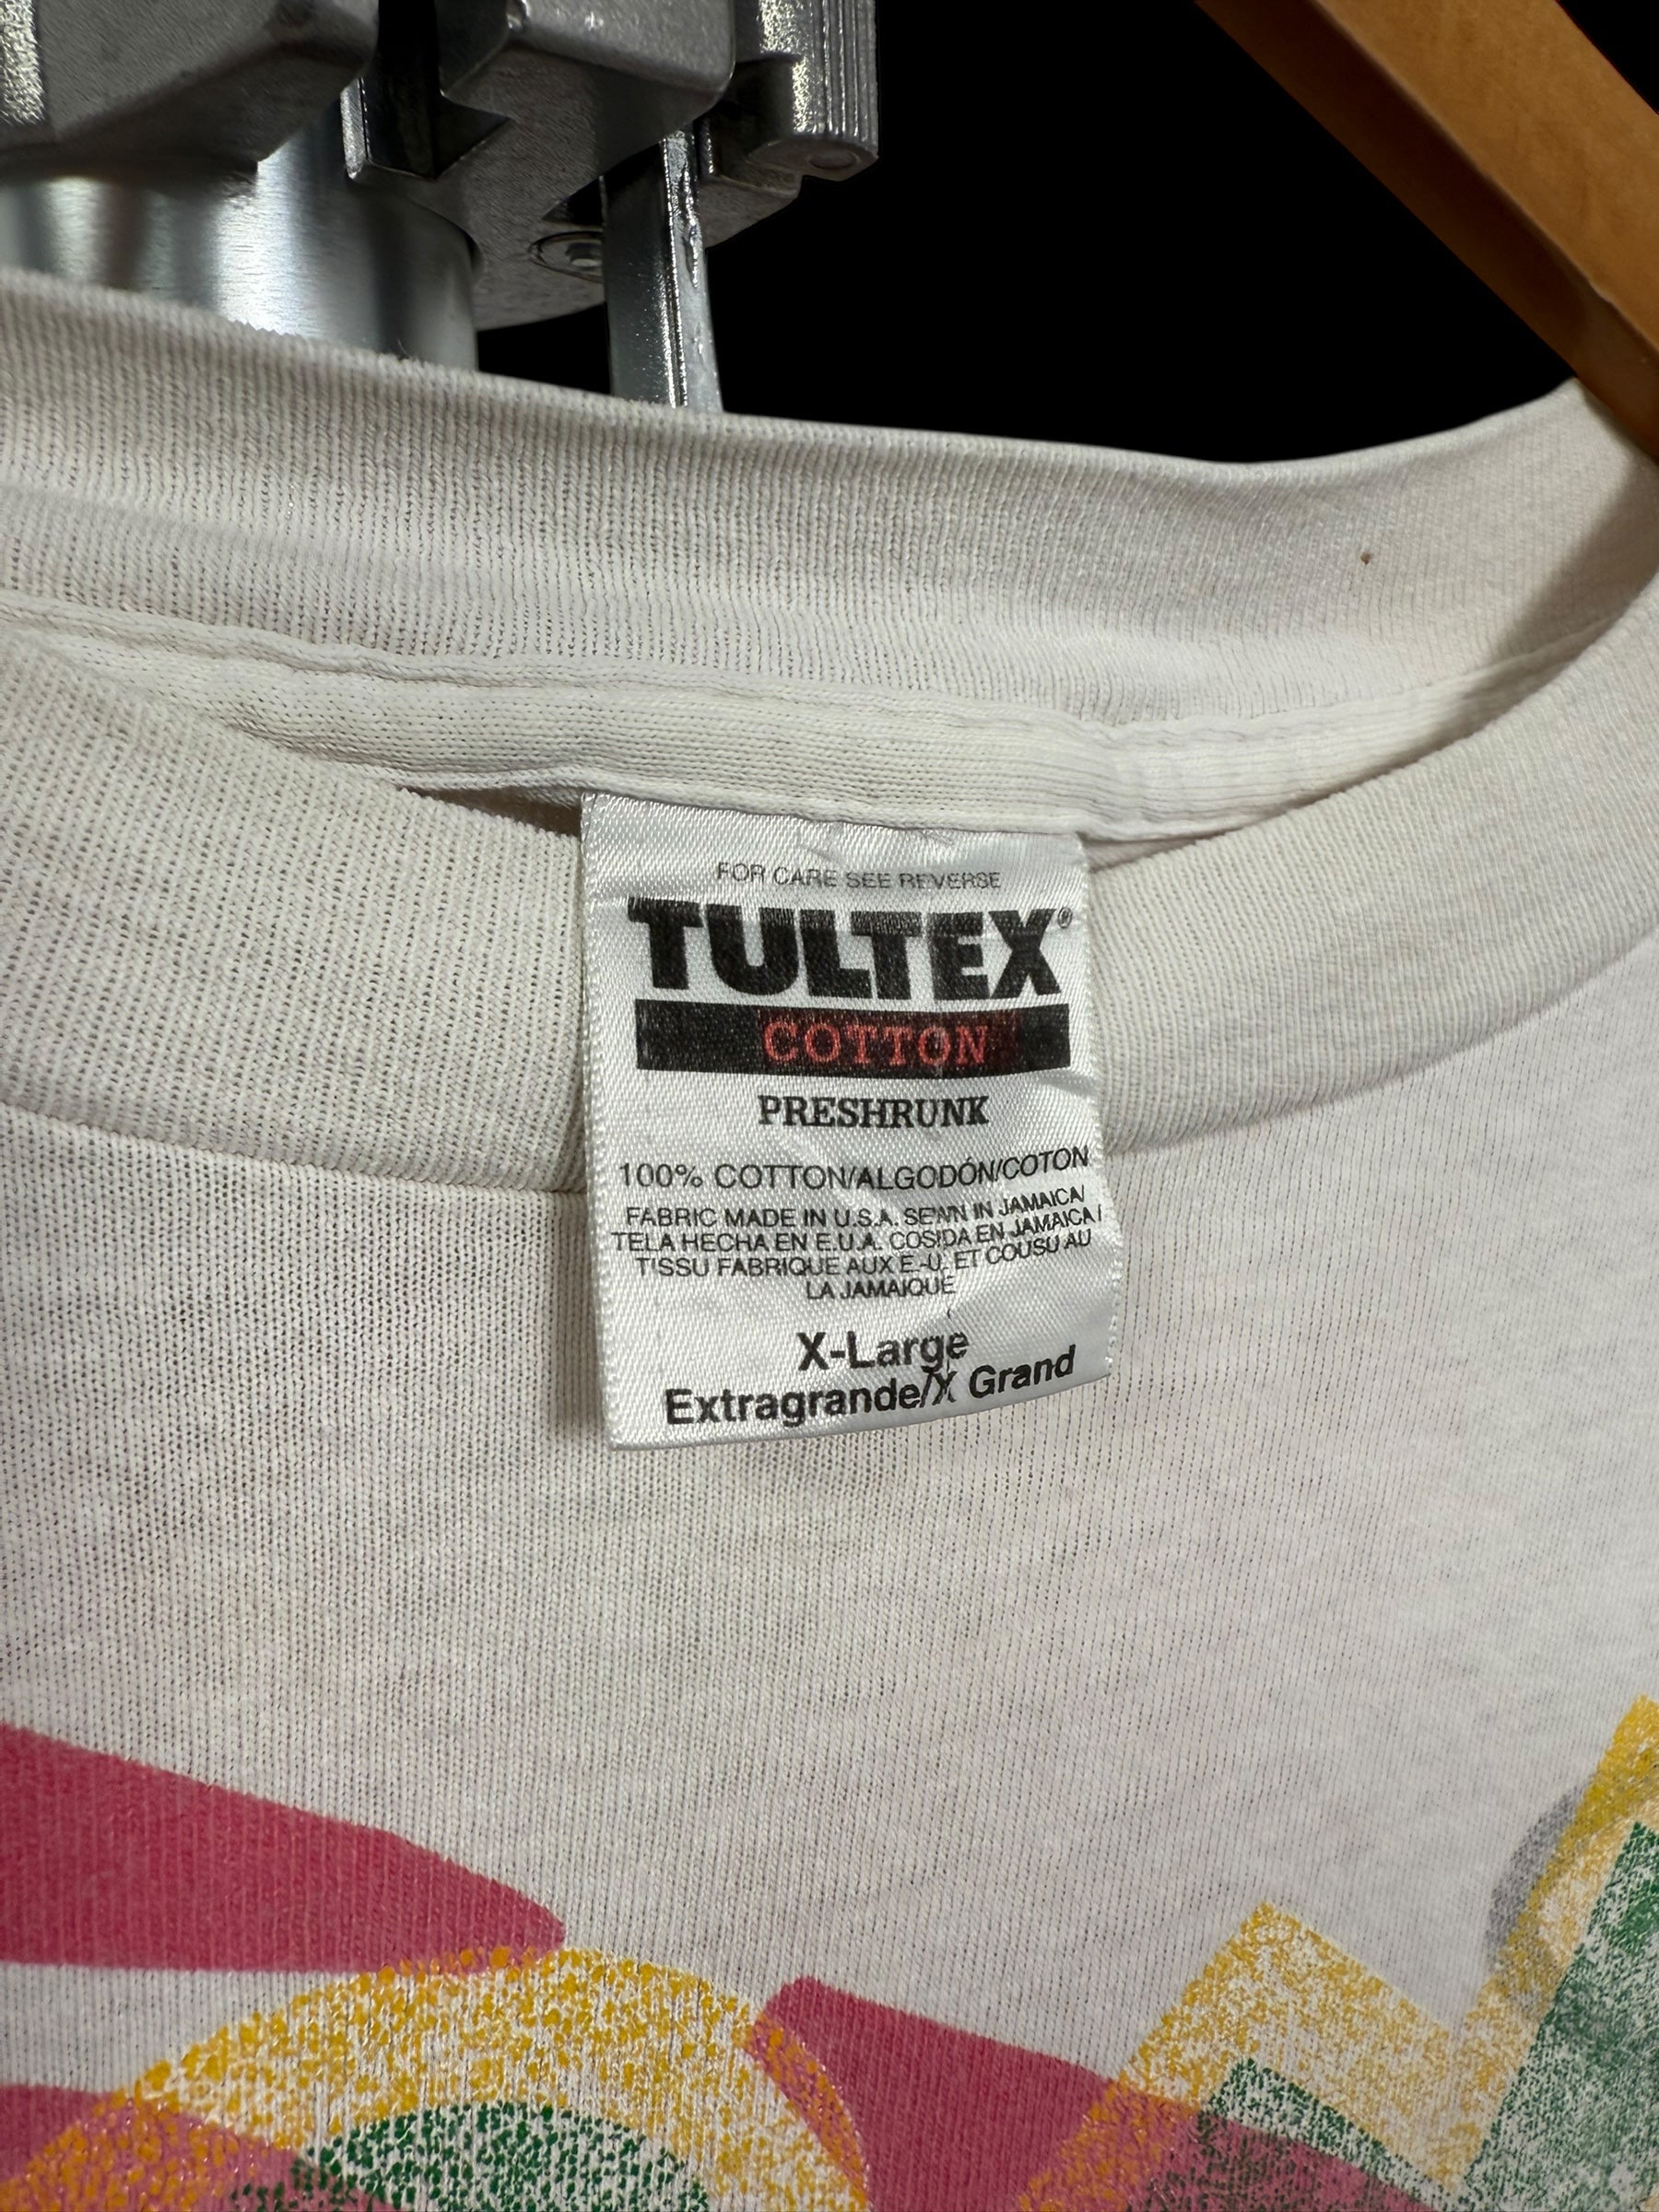 FOR CARE SEE REVERSE
TULTEX®
COTTON
PRESHRUNK
100% COTTON/ALGODÓN/COTON
FABRIC MADE IN U.S.A. SEWN IN JAMAICA/
TELA HECHA EN E.U.A. COSIDA EN JAMAICA/
TISSU FABRIQUE AUX E.-U. ET COUSU AU
LA JAMAIQUE
X-Large
Extragrande/X Grand